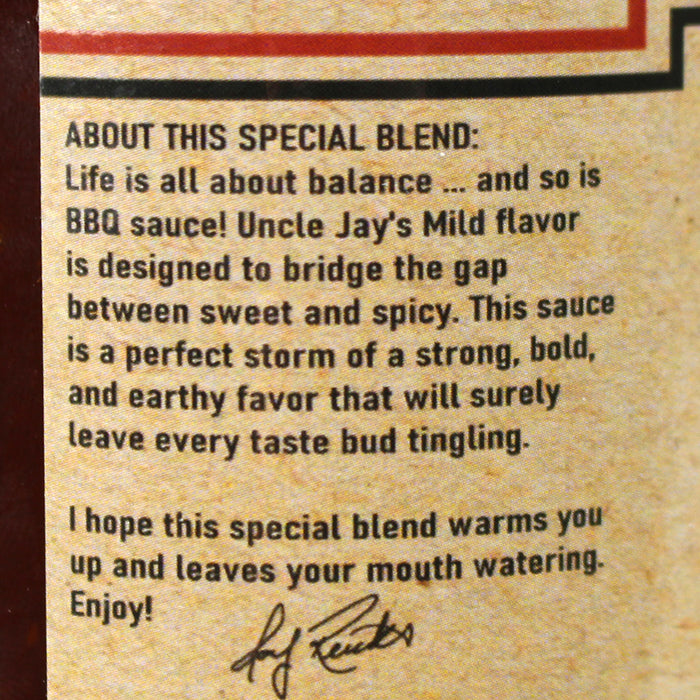 ABOUT THIS SPECIAL BLEND:
Life is all about balance ... and so is
BBQ sauce! Uncle Jay's Mild flavor
is designed to bridge the gap
between sweet and spicy. This sauce
is a perfect storm of a strong, bold,
and earthy favor that will surely
leave every taste bud tingling.
I hope this special blend warms you
up and leaves your mouth watering.
Enjoy!